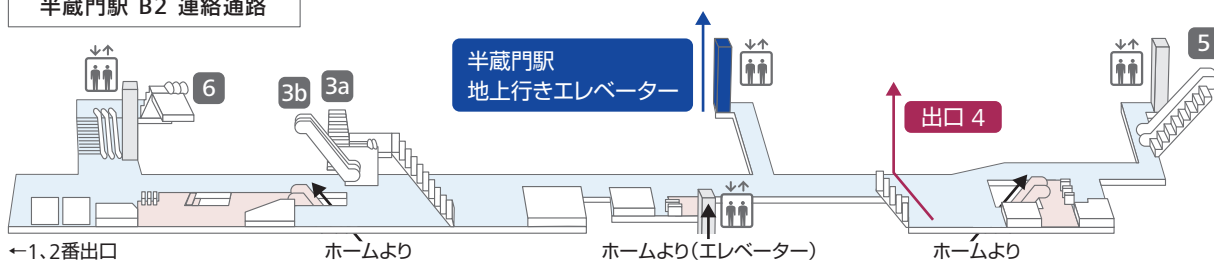 半蔵門駅 B2 連絡通路
6
3b
3a
半蔵門駅
地上行きエレベーター
出口 4
5
←1、2番出口
ホームより
ホームより(エレベーター)
ホームより